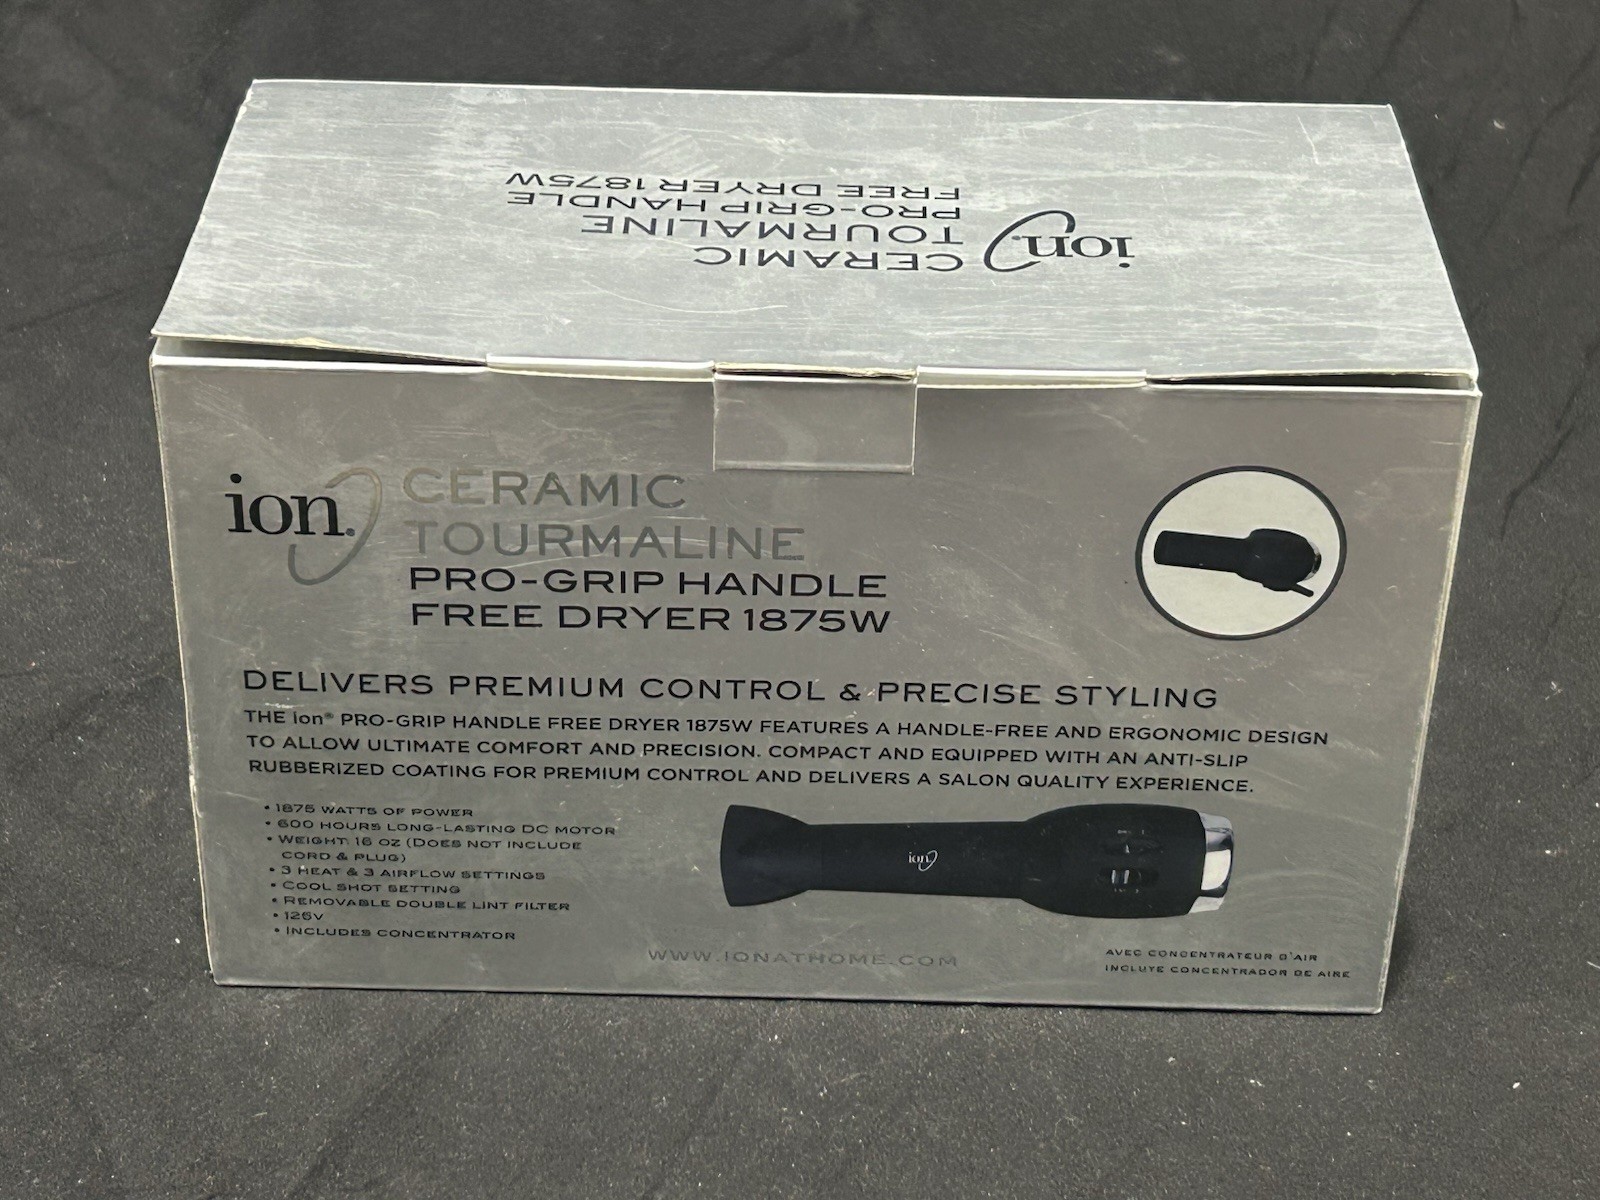 ion.
CERAMIC
TOURMALINE
PRO-GRIP HANDLE
FREE DRYER 1875W
ion.
CERAMIC
TOURMALINE
PRO-GRIP HANDLE
FREE DRYER 1875W
DELIVERS PREMIUM CONTROL & PRECISE STYLING
THE ion® PRO-GRIP HANDLE FREE DRYER 1875W FEATURES A HANDLE-FREE AND ERGONOMIC DESIGN
TO ALLOW ULTIMATE COMFORT AND PRECISION. COMPACT AND EQUIPPED WITH AN ANTI-SLIP
RUBBERIZED COATING FOR PREMIUM CONTROL AND DELIVERS A SALON QUALITY EXPERIENCE.
• 1875 WATTS OF POWER
• 600 HOURS LONG-LASTING DC MOTOR
• WEIGHT: 16 OZ (DOES NOT INCLUDE
CORD & PLUG)
• 3 HEAT & 3 AIRFLOW SETTINGS
• COOL SHOT SETTING
• REMOVABLE DOUBLE LINT FILTER
• 125V
• INCLUDES CONCENTRATOR
ion
WWW.IONATHOME.COM
AVEC CONCENTRATEUR D'AIR
INCLUYE CONCENTRADOR DE AIRE